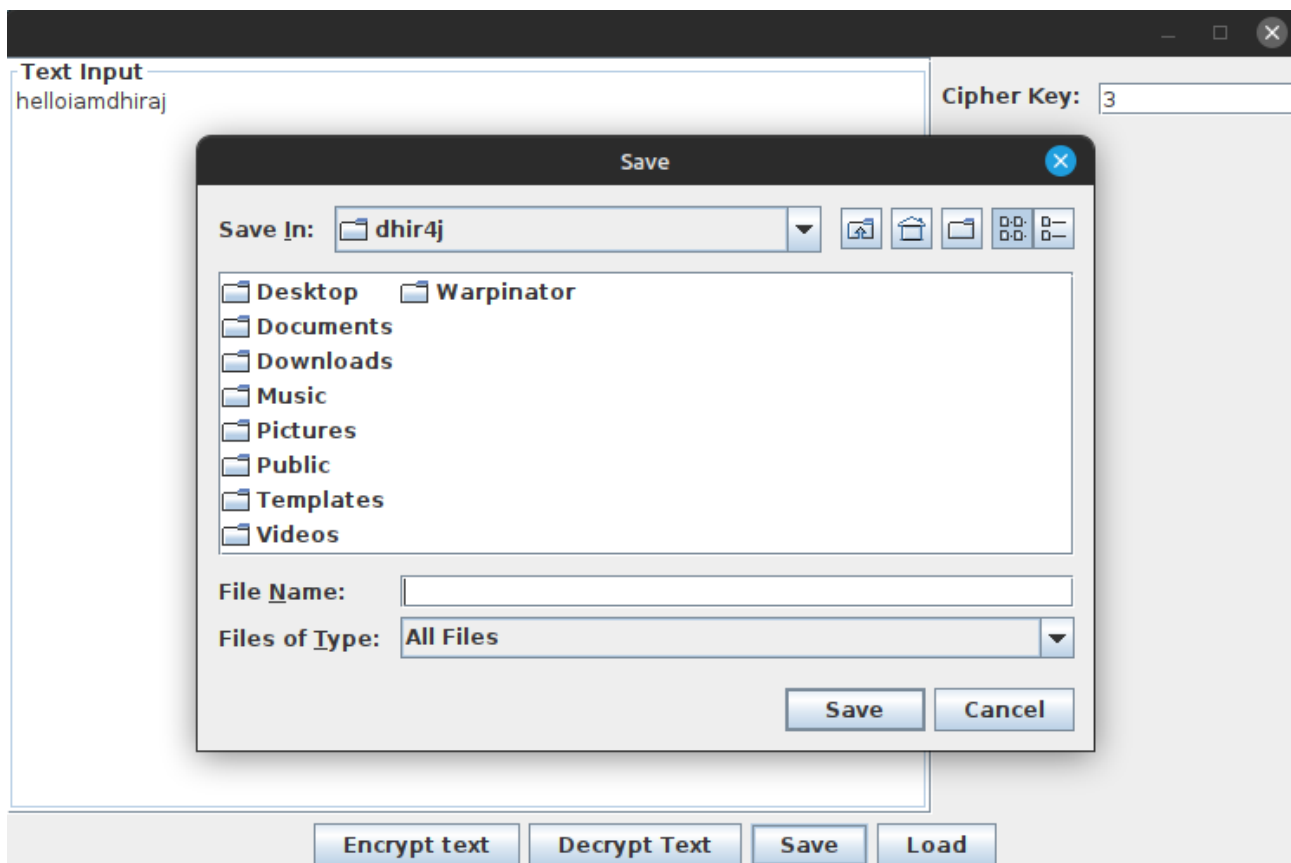 Text Input
helloiamdhiraj
Cipher Key: 3
Save
Save In: dhir4j
Desktop Warpinator
Documents
Downloads
Music
Pictures
Public
Templates
Videos
File Name:
Files of Type: All Files
Save Cancel
Encrypt text Decrypt Text Save Load